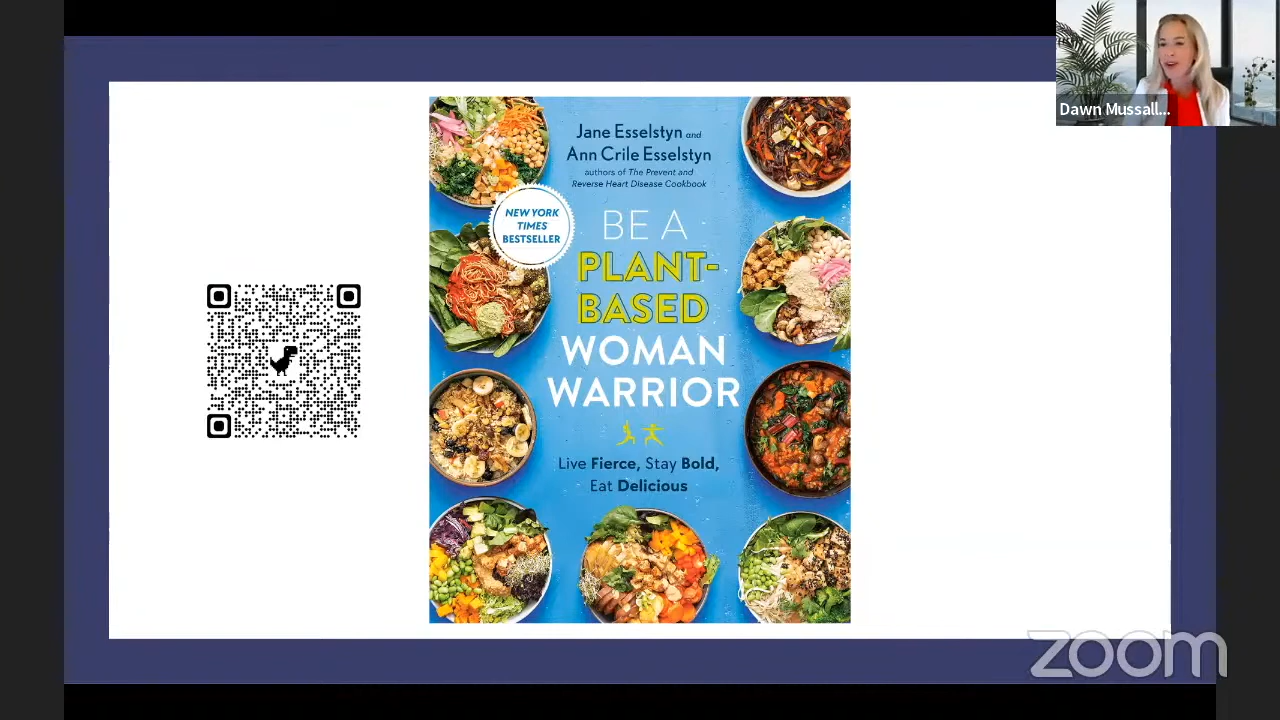 Dawn Mussall...
Jane Esselstyn and
Ann Crile Esselstyn
authors of The Prevent and
Reverse Heart Disease Cookbook
NEW YORK
TIMES
BESTSELLER
BE A
PLANT-
BASED
WOMAN
WARRIOR
Live Fierce, Stay Bold,
Eat Delicious
zoom